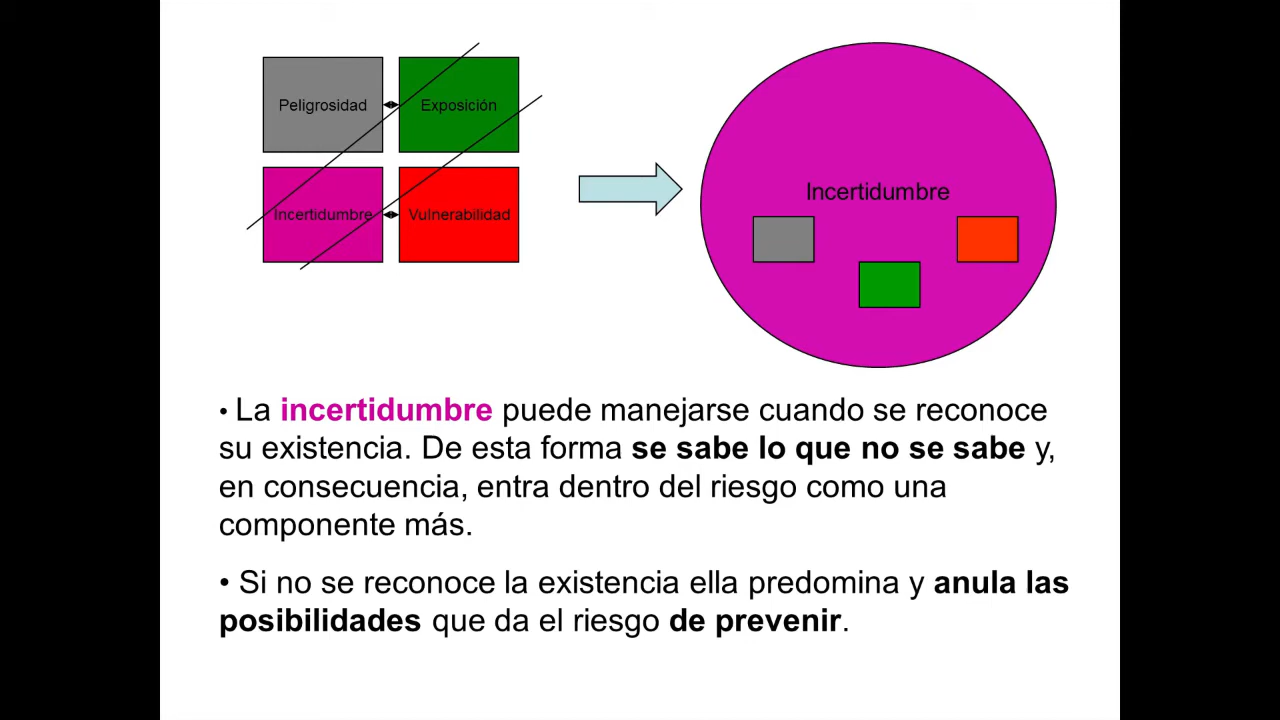 Peligrosidad
Exposición
Incertidumbre
Vulnerabilidad
Incertidumbre
• La incertidumbre puede manejarse cuando se reconoce
su existencia. De esta forma se sabe lo que no se sabe y,
en consecuencia, entra dentro del riesgo como una
componente más.
• Si no se reconoce la existencia ella predomina y anula las
posibilidades que da el riesgo de prevenir.